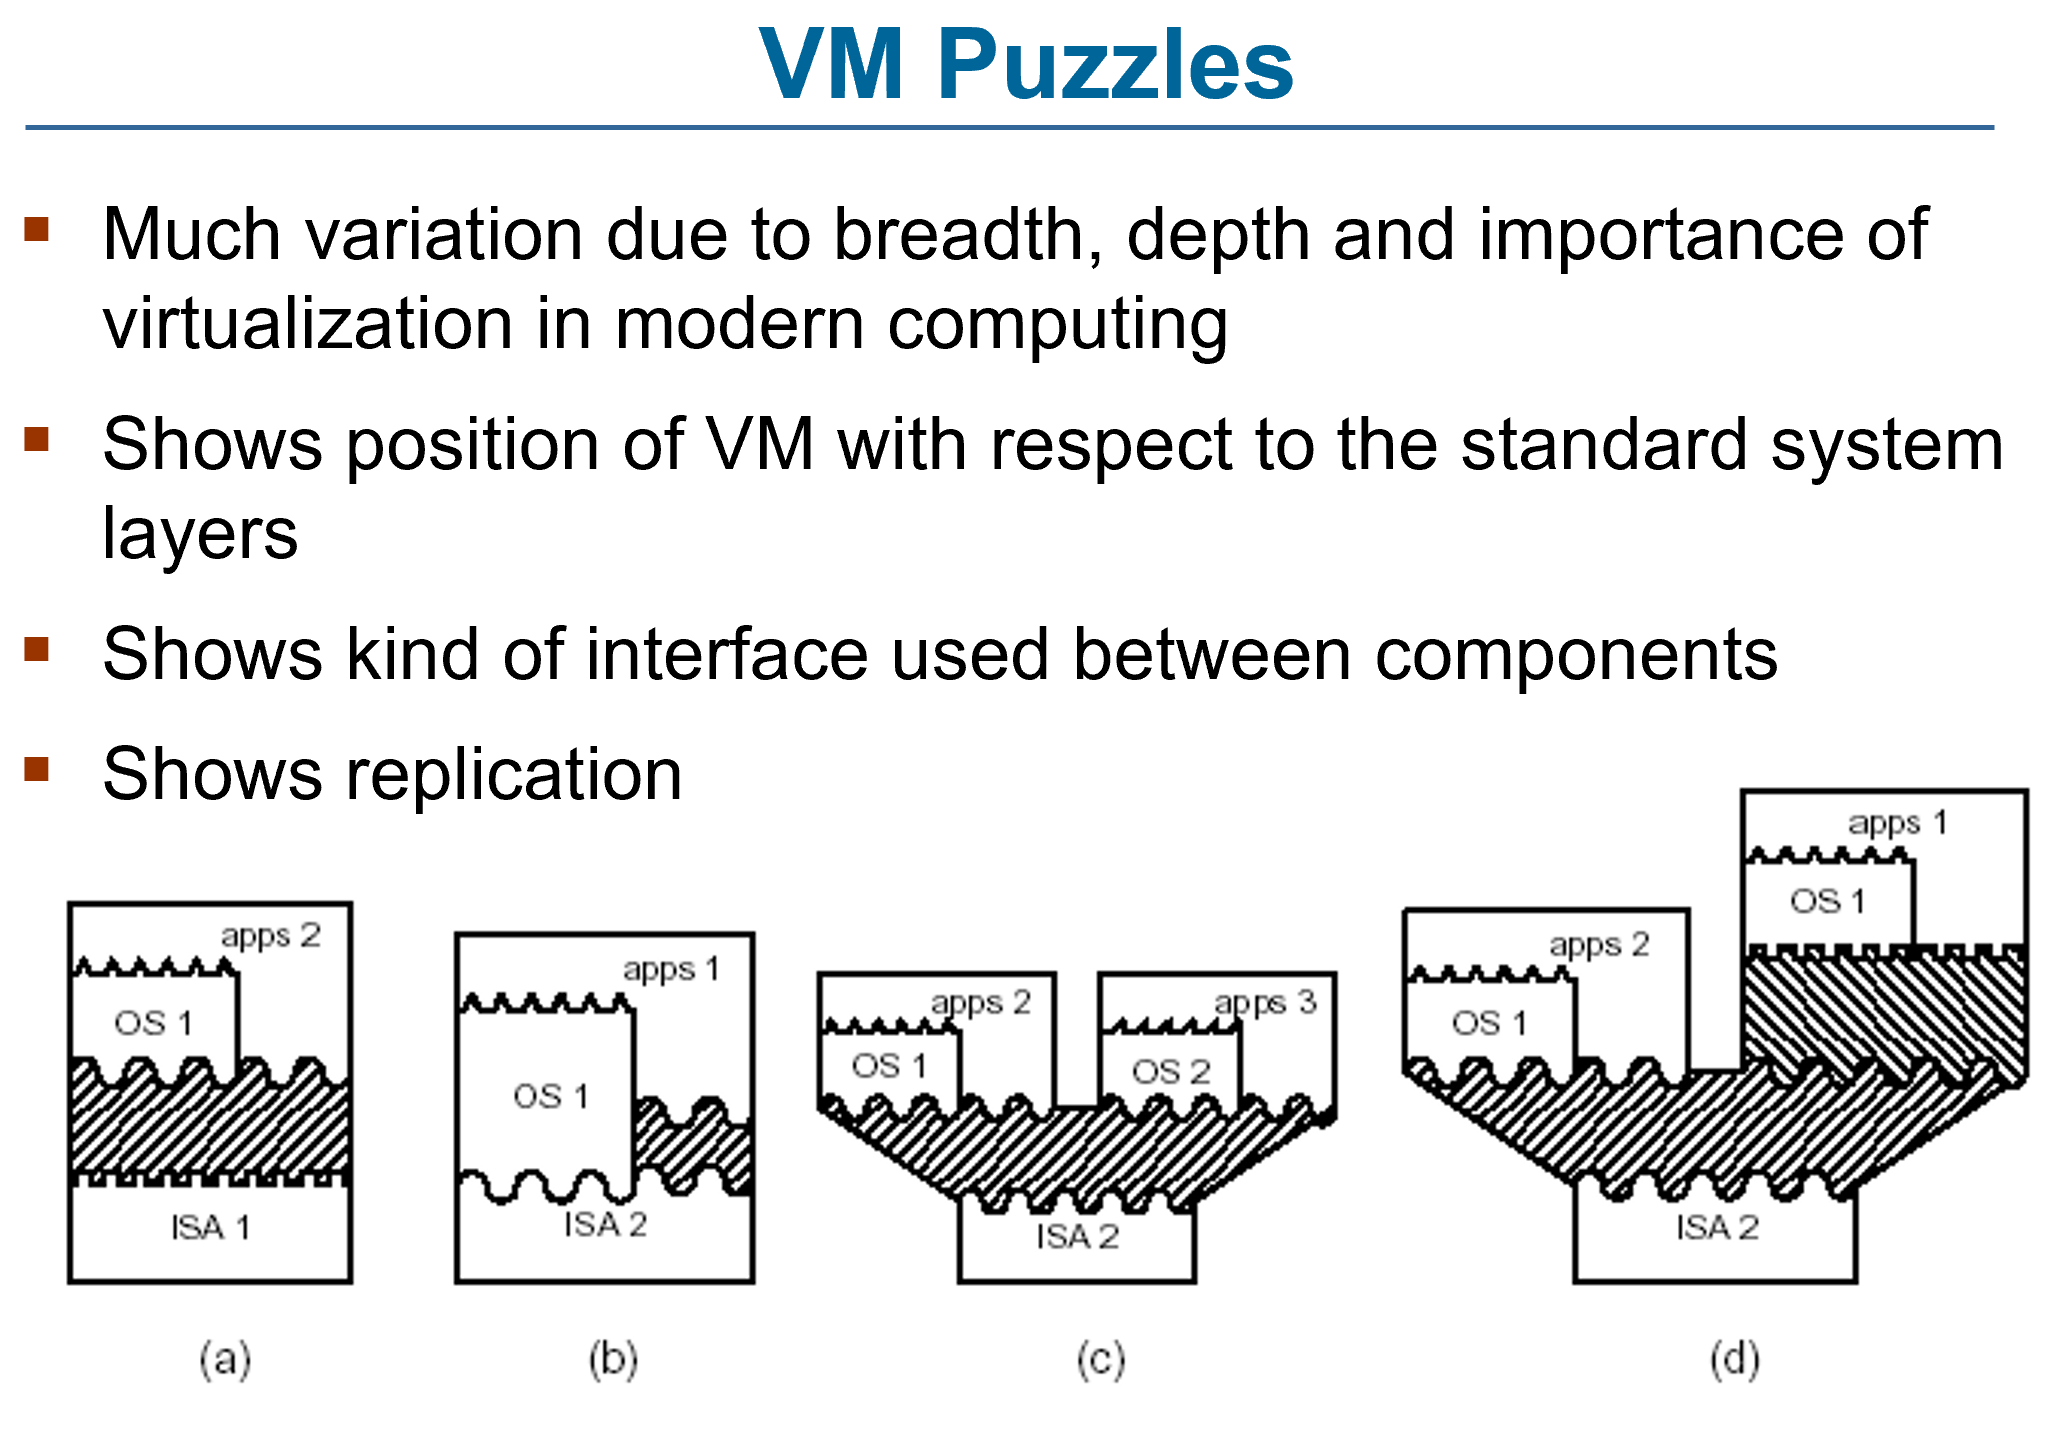 VM Puzzles
Much variation due to breadth, depth and importance of
virtualization in modern computing
Shows position of VM with respect to the standard system
layers
Shows kind of interface used between components
Shows replication
apps 2
OS 1
ISA 1
(a)
apps 1
OS 1
ISA 2
(b)
apps 2
OS 1
apps 3
OS 2
ISA 2
(c)
apps 2
OS 1
apps 1
OS 1
ISA 2
(d)